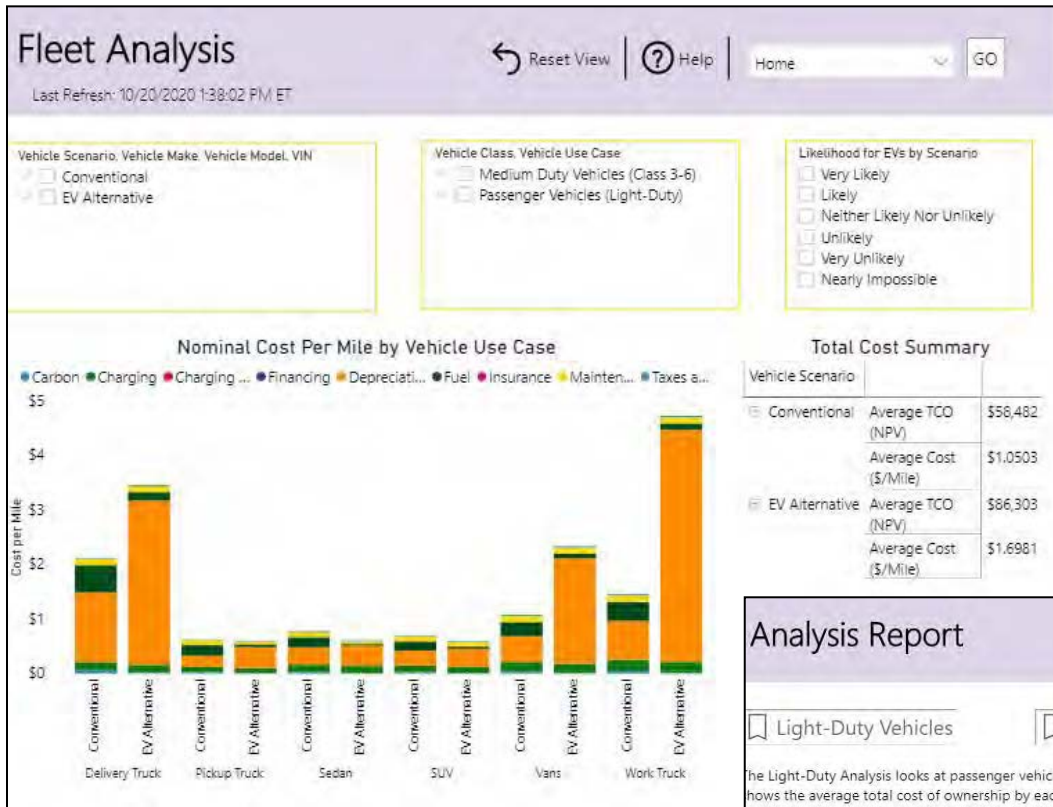 Fleet Analysis
Reset View
Help
Home
GO
Last Refresh: 10/20/2020 1:38:02 PM ET
Vehicle Scenario, Vehicle Make, Vehicle Model, VIN
Conventional
EV Alternative
Vehicle Class, Vehicle Use Case
Medium Duty Vehicles (Class 3-6)
Passenger Vehicles (Light-Duty)
Likelihood for EVs by Scenario
Very Likely
Likely
Neither Likely Nor Unlikely
Unlikely
Very Unlikely
Nearly Impossible
Nominal Cost Per Mile by Vehicle Use Case
Carbon Charging Charging ... Financing Depreciati... Fuel Insurance Mainten... Taxes a...
Cost per Mile
$5
$4
$3
$2
$1
$0
Conventional EV Alternative Conventional EV Alternative Conventional EV Alternative Conventional EV Alternative Conventional EV Alternative Conventional EV Alternative
Delivery Truck Pickup Truck Sedan SUV Vans Work Truck
Total Cost Summary
Vehicle Scenario
Conventional Average TCO $58,482
(NPV)
Average Cost $1.0503
($/Mile)
EV Alternative Average TCO $86,303
(NPV)
Average Cost $1.6981
($/Mile)
Analysis Report
Light-Duty Vehicles
The Light-Duty Analysis looks at passenger vehic
hows the average total cost of ownership by eac